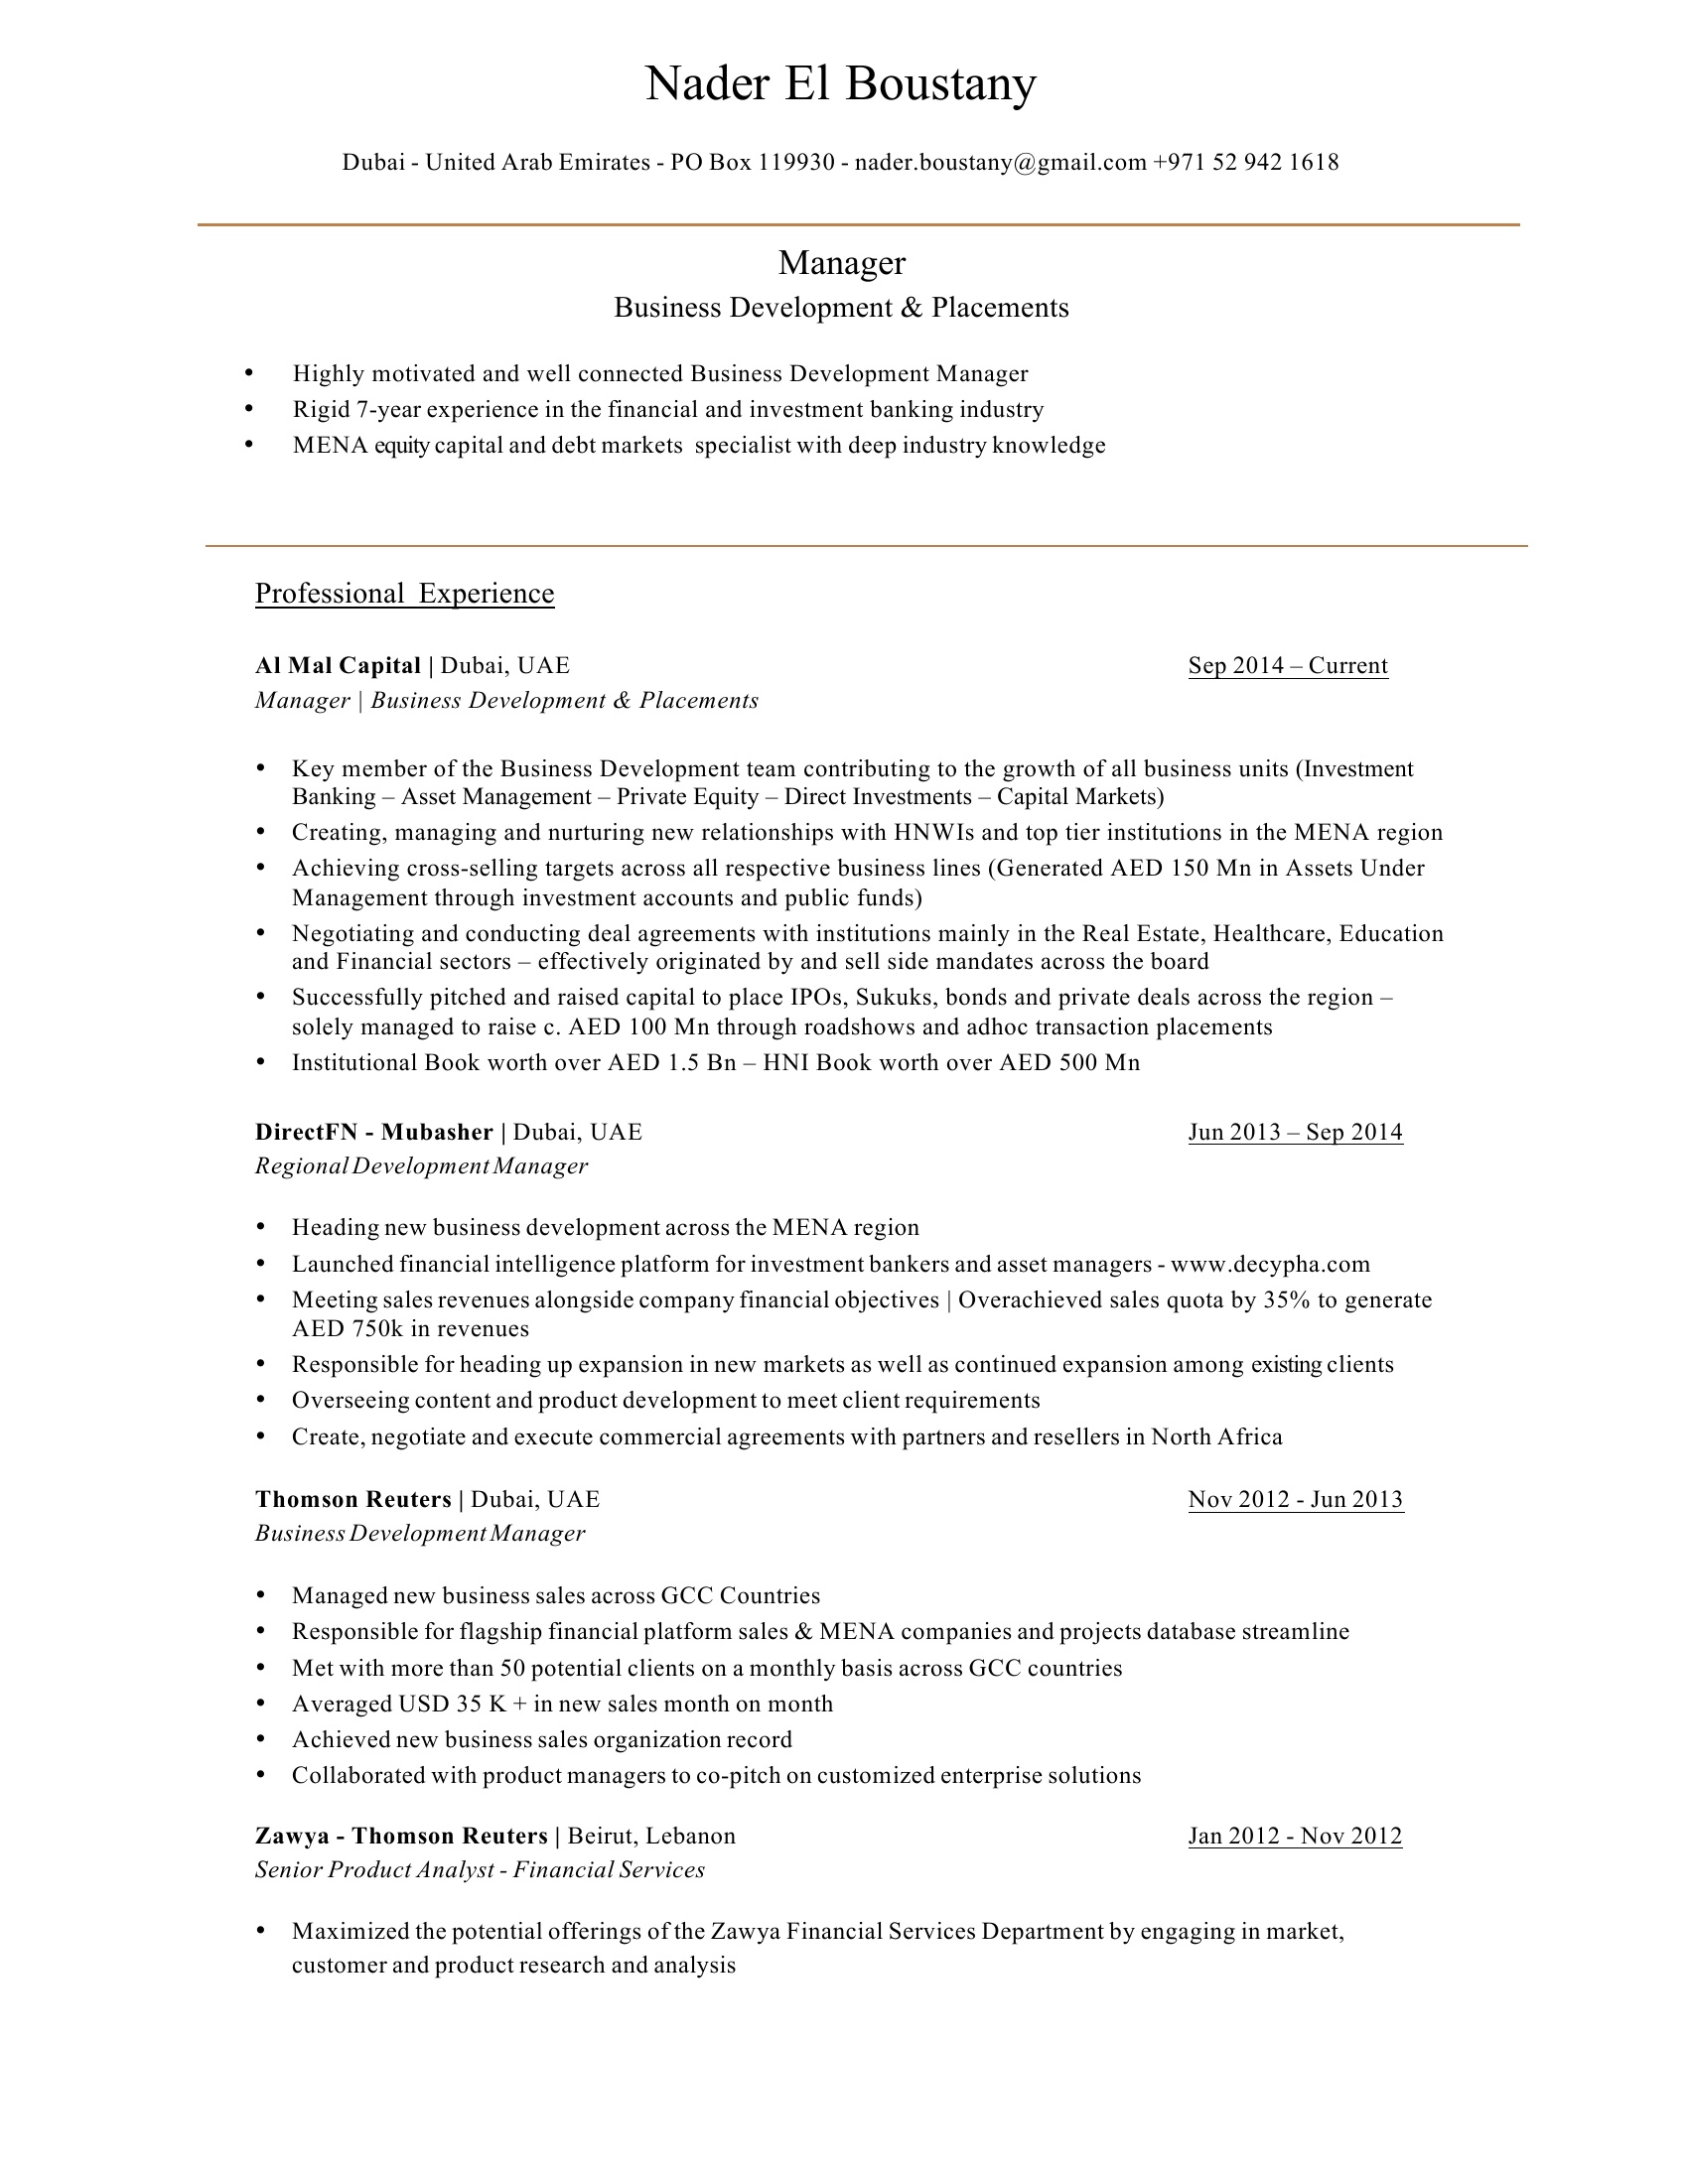 Nader El Boustany
Dubai - United Arab Emirates - PO Box 119930 - nader.boustany@gmail.com +971 52 942 1618
Manager
Business Development & Placements
• Highly motivated and well connected Business Development Manager
• Rigid 7-year experience in the financial and investment banking industry
• MENA equity capital and debt markets specialist with deep industry knowledge
Professional Experience
Al Mal Capital | Dubai, UAE Sep 2014 – Current
Manager | Business Development & Placements
• Key member of the Business Development team contributing to the growth of all business units (Investment
Banking – Asset Management – Private Equity – Direct Investments – Capital Markets)
• Creating, managing and nurturing new relationships with HNWIs and top tier institutions in the MENA region
• Achieving cross-selling targets across all respective business lines (Generated AED 150 Mn in Assets Under
Management through investment accounts and public funds)
• Negotiating and conducting deal agreements with institutions mainly in the Real Estate, Healthcare, Education
and Financial sectors – effectively originated by and sell side mandates across the board
• Successfully pitched and raised capital to place IPOs, Sukuks, bonds and private deals across the region –
solely managed to raise c. AED 100 Mn through roadshows and adhoc transaction placements
• Institutional Book worth over AED 1.5 Bn – HNI Book worth over AED 500 Mn
DirectFN - Mubasher | Dubai, UAE Jun 2013 – Sep 2014
Regional Development Manager
• Heading new business development across the MENA region
• Launched financial intelligence platform for investment bankers and asset managers - www.decypha.com
• Meeting sales revenues alongside company financial objectives | Overachieved sales quota by 35% to generate
AED 750k in revenues
• Responsible for heading up expansion in new markets as well as continued expansion among existing clients
• Overseeing content and product development to meet client requirements
• Create, negotiate and execute commercial agreements with partners and resellers in North Africa
Thomson Reuters | Dubai, UAE Nov 2012 - Jun 2013
Business Development Manager
• Managed new business sales across GCC Countries
• Responsible for flagship financial platform sales & MENA companies and projects database streamline
• Met with more than 50 potential clients on a monthly basis across GCC countries
• Averaged USD 35 K + in new sales month on month
• Achieved new business sales organization record
• Collaborated with product managers to co-pitch on customized enterprise solutions
Zawya - Thomson Reuters | Beirut, Lebanon Jan 2012 - Nov 2012
Senior Product Analyst - Financial Services
• Maximized the potential offerings of the Zawya Financial Services Department by engaging in market,
customer and product research and analysis